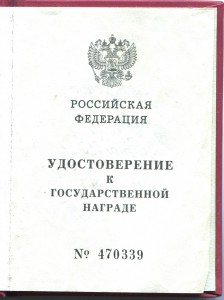 РОССИЙСКАЯ
ФЕДЕРАЦИЯ
УДОСТОВЕРЕНИЕ
К
ГОСУДАРСТВЕННОЙ
НАГРАДЕ
№ 470339